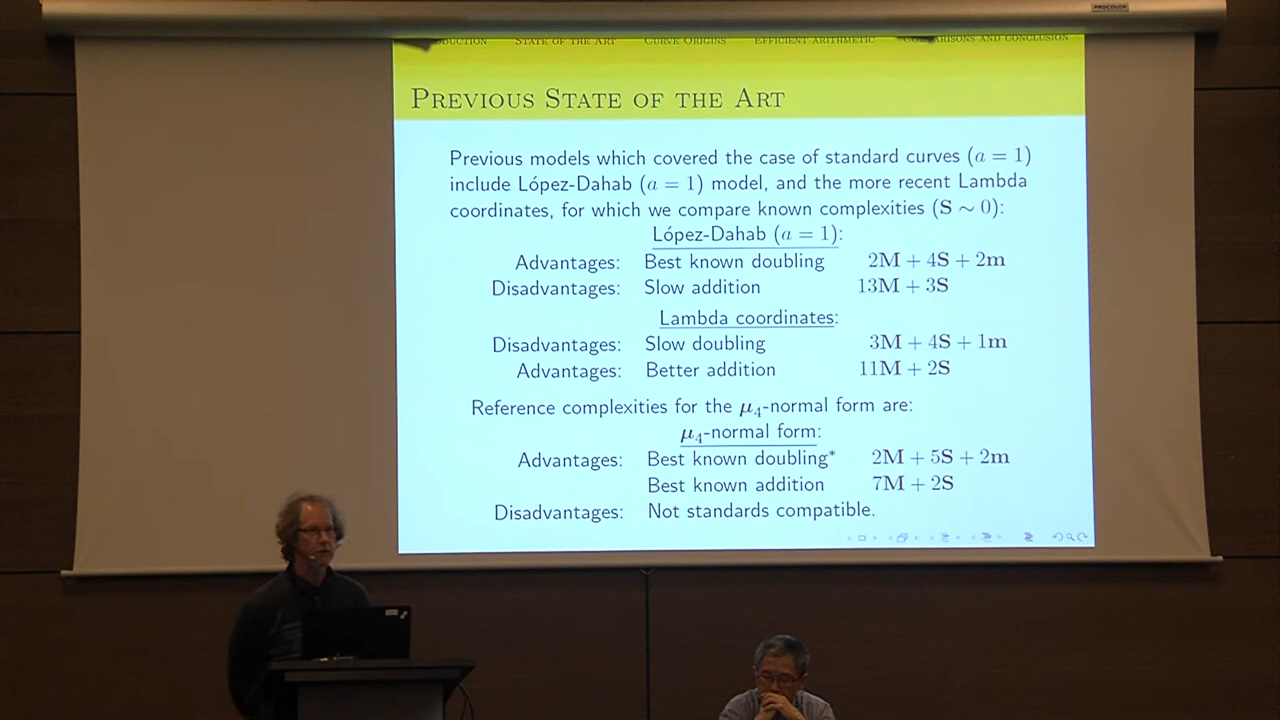 PROCOLOR
STATE OF THE ART CURVE ORIGINS EFFICIENT ARITHMETIC AND CONCLUSION
PREVIOUS STATE OF THE ART
Previous models which covered the case of standard curves (a = 1)
include López-Dahab (a = 1) model, and the more recent Lambda
coordinates, for which we compare known complexities (S ∼ 0):
López-Dahab (a = 1):
Advantages: Best known doubling 2M + 4S + 2m
Disadvantages: Slow addition 13M + 3S
Lambda coordinates:
Disadvantages: Slow doubling 3M + 4S + 1m
Advantages: Better addition 11M + 2S
Reference complexities for the μ₄-normal form are:
μ₄-normal form:
Advantages: Best known doubling* 2M + 5S + 2m
Best known addition 7M + 2S
Disadvantages: Not standards compatible.